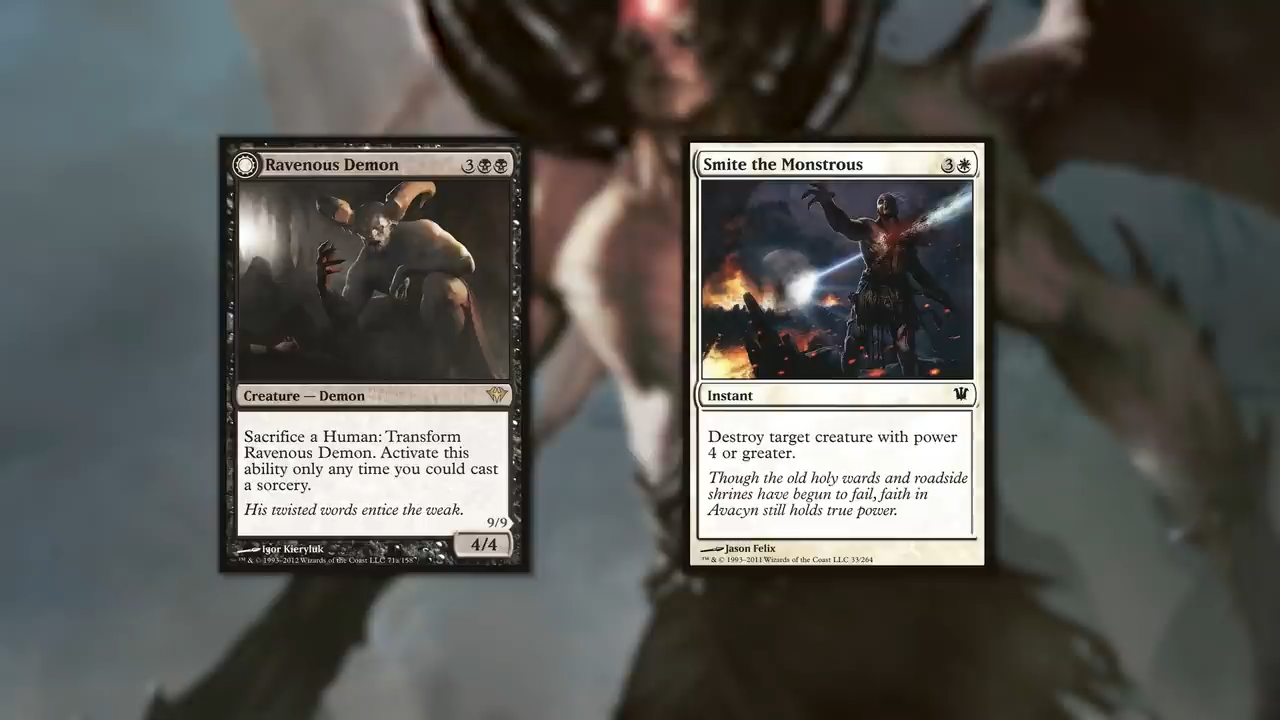 Ravenous Demon
3
Creature — Demon
Sacrifice a Human: Transform
Ravenous Demon. Activate this
ability only any time you could cast
a sorcery.
His twisted words entice the weak.
9/9
4/4
Igor Kieryluk
™ & © 1993-2012 Wizards of the Coast LLC 71a/158
Smite the Monstrous
3
Instant
Destroy target creature with power
4 or greater.
Though the old holy wards and roadside
shrines have begun to fail, faith in
Avacyn still holds true power.
Jason Felix
™ & © 1993-2011 Wizards of the Coast LLC 33/264